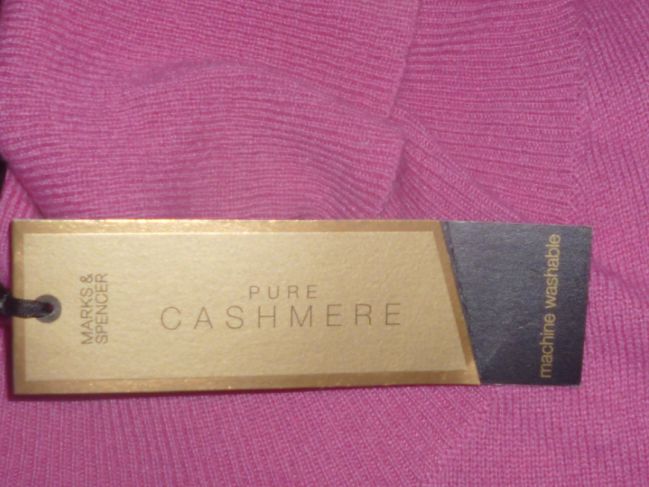 MARKS &
SPENCER
PURE
CASHMERE
machine washable